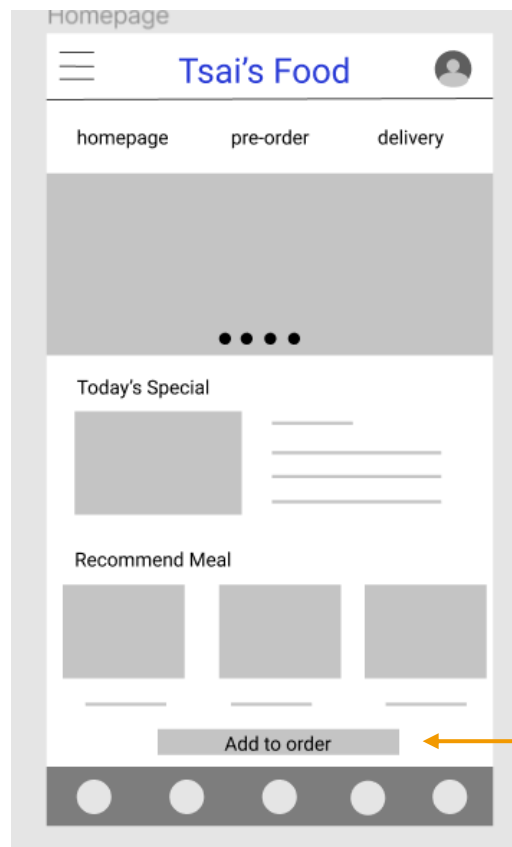 Homepage
Tsai's Food
homepage pre-order delivery
Today's Special
Recommend Meal
Add to order